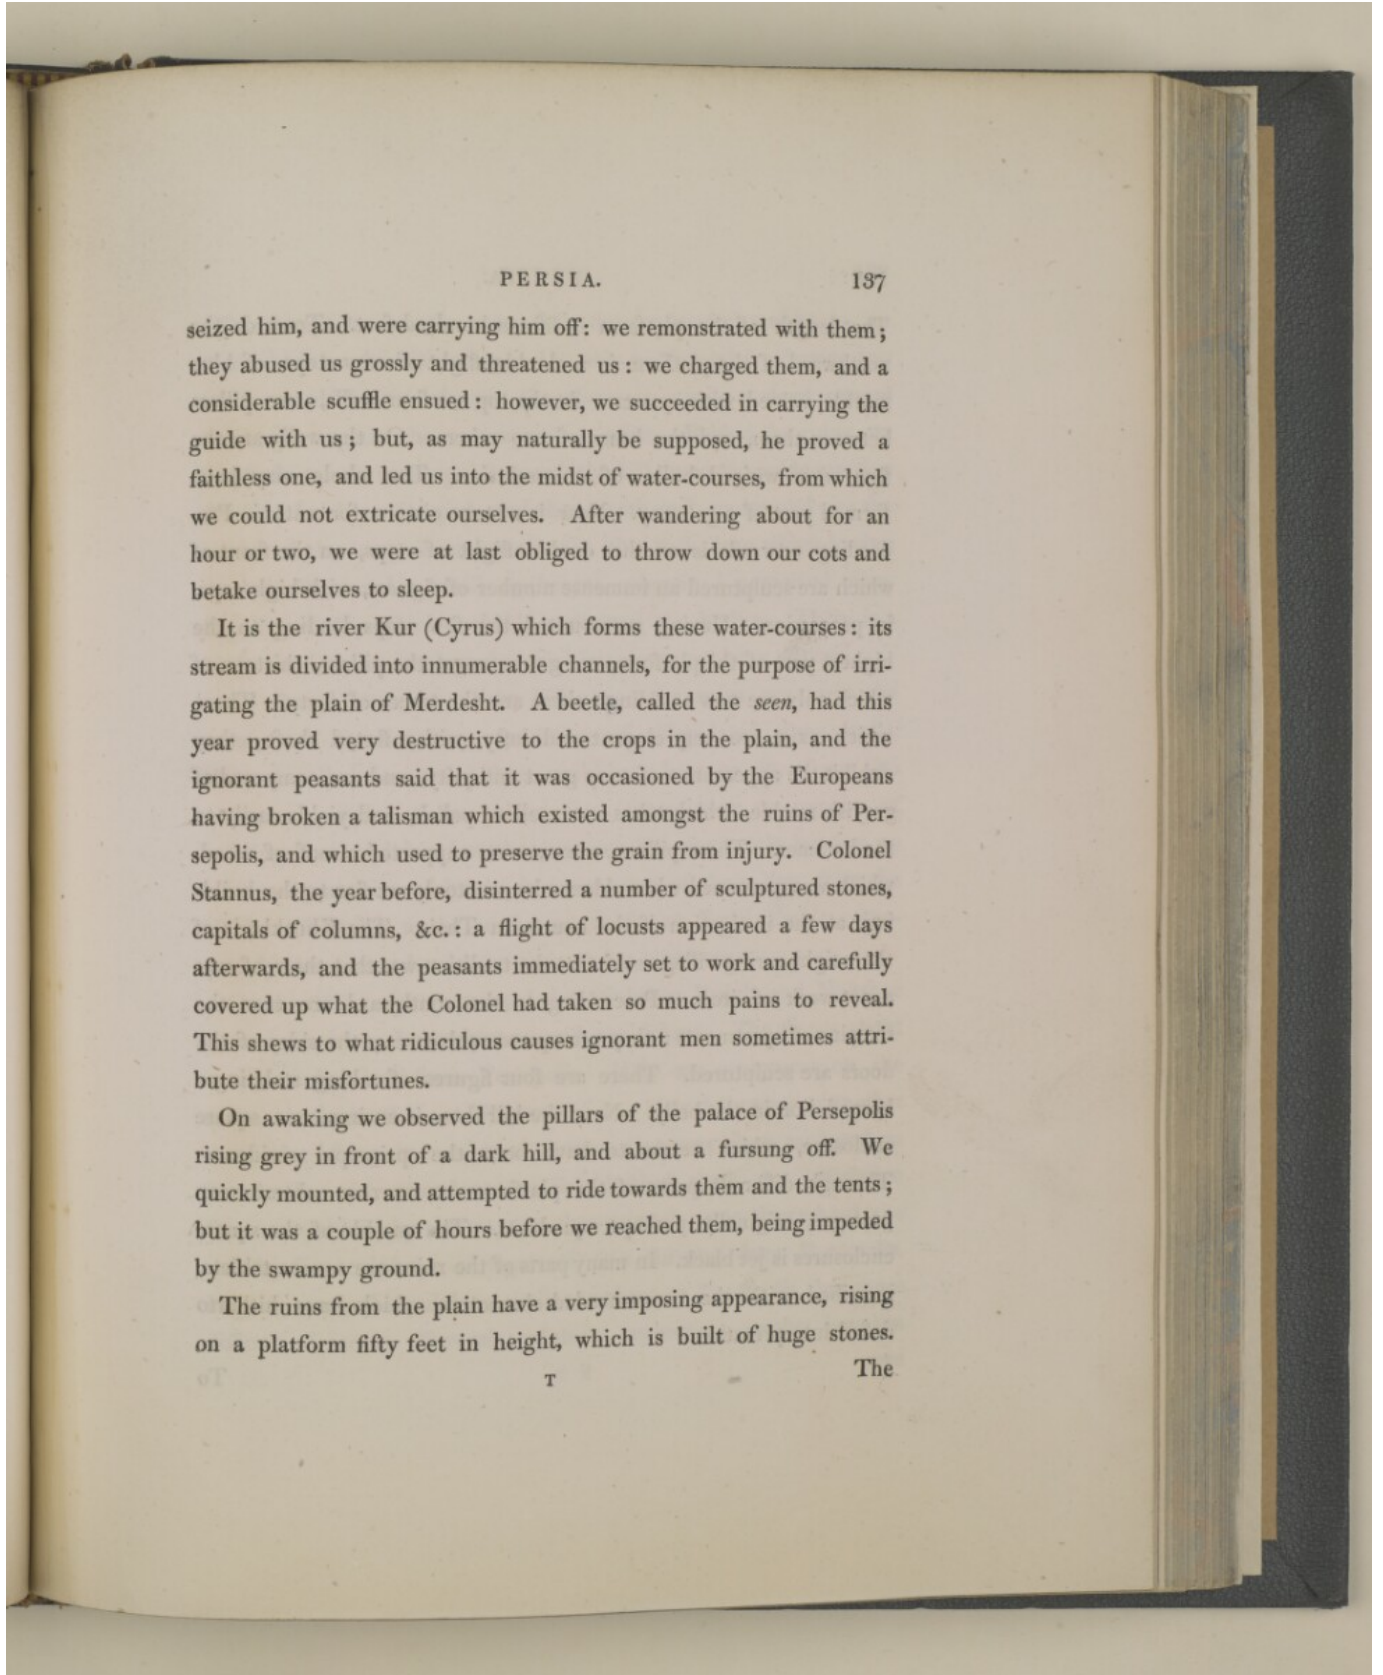 PERSIA. 137
seized him, and were carrying him off: we remonstrated with them;
they abused us grossly and threatened us: we charged them, and a
considerable scuffle ensued: however, we succeeded in carrying the
guide with us; but, as may naturally be supposed, he proved a
faithless one, and led us into the midst of water-courses, from which
we could not extricate ourselves. After wandering about for an
hour or two, we were at last obliged to throw down our cots and
betake ourselves to sleep.
It is the river Kur (Cyrus) which forms these water-courses: its
stream is divided into innumerable channels, for the purpose of irri-
gating the plain of Merdesht. A beetle, called the seen, had this
year proved very destructive to the crops in the plain, and the
ignorant peasants said that it was occasioned by the Europeans
having broken a talisman which existed amongst the ruins of Per-
sepolis, and which used to preserve the grain from injury. Colonel
Stannus, the year before, disinterred a number of sculptured stones,
capitals of columns, &c.: a flight of locusts appeared a few days
afterwards, and the peasants immediately set to work and carefully
covered up what the Colonel had taken so much pains to reveal.
This shews to what ridiculous causes ignorant men sometimes attri-
bute their misfortunes.
On awaking we observed the pillars of the palace of Persepolis
rising grey in front of a dark hill, and about a fursung off. We
quickly mounted, and attempted to ride towards them and the tents;
but it was a couple of hours before we reached them, being impeded
by the swampy ground.
The ruins from the plain have a very imposing appearance, rising
on a platform fifty feet in height, which is built of huge stones.
T The